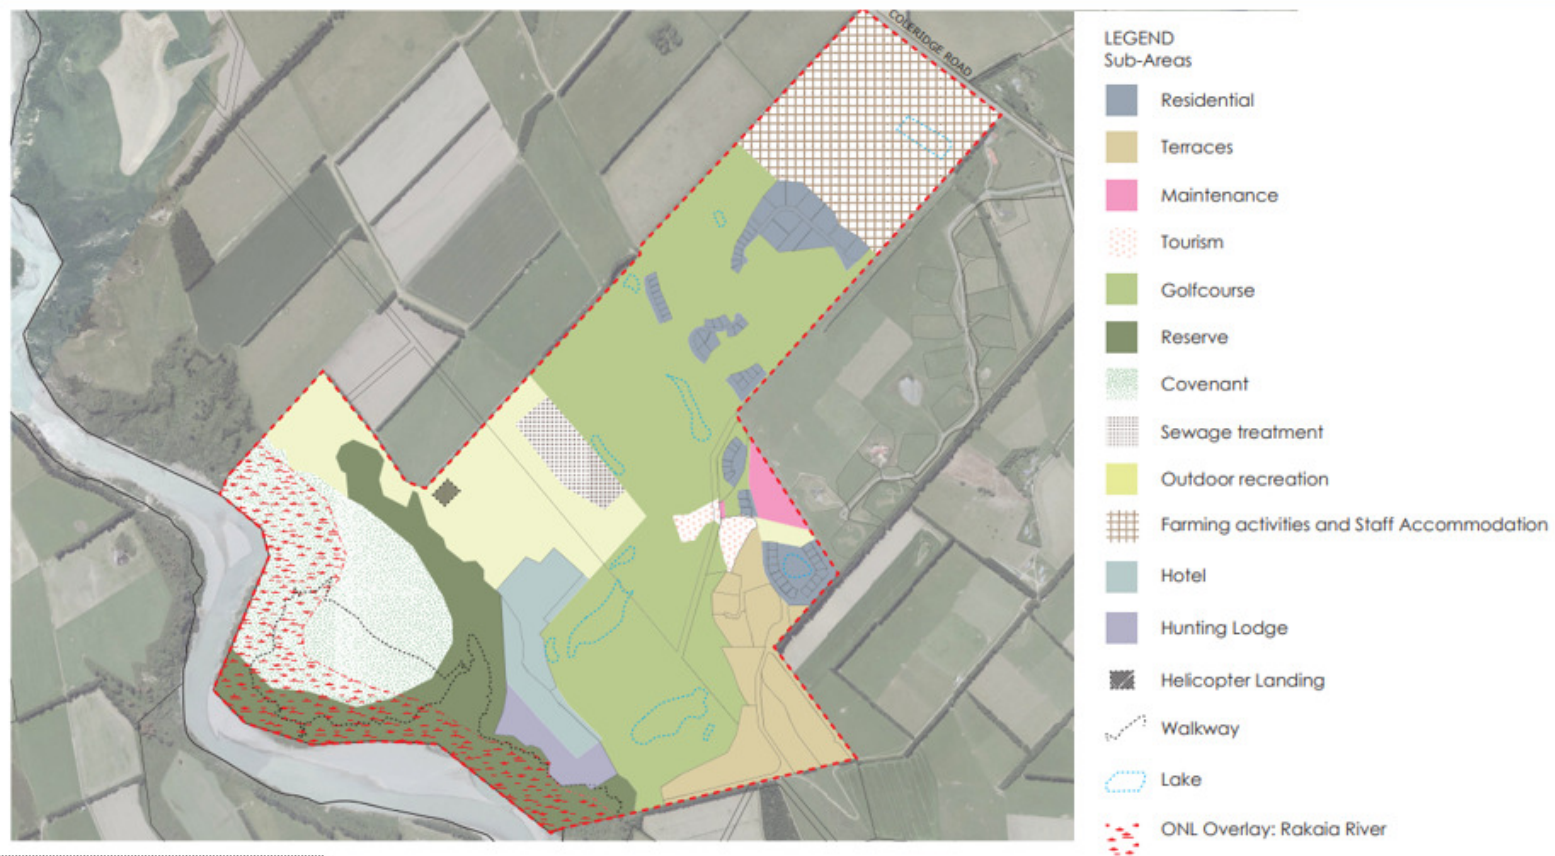 COLERIDGE ROAD
LEGEND
Sub-Areas
Residential
Terraces
Maintenance
Tourism
Golfcourse
Reserve
Covenant
Sewage treatment
Outdoor recreation
Farming activities and Staff Accommodation
Hotel
Hunting Lodge
Helicopter Landing
Walkway
Lake
ONL Overlay: Rakaia River